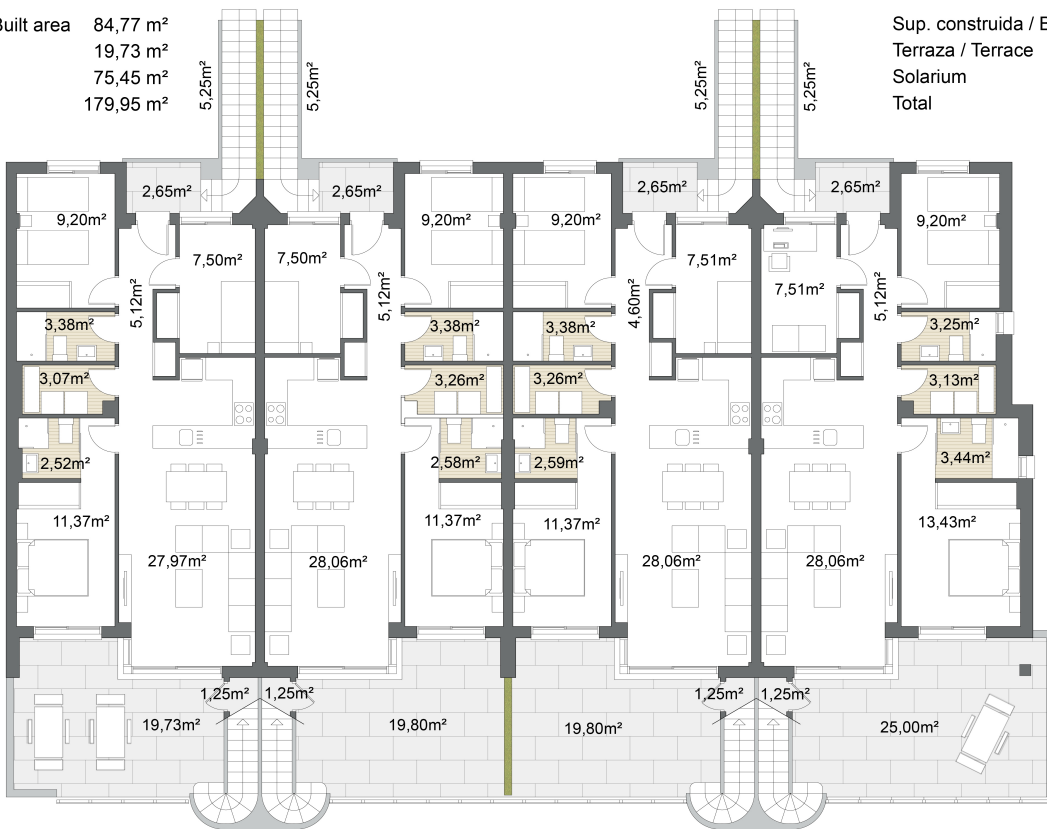 Built area 84,77 m²
19,73 m²
75,45 m²
179,95 m²
Sup. construida / B
Terraza / Terrace
Solarium
Total
5,25m²
5,25m²
5,25m²
5,25m²
2,65m²
2,65m²
2,65m²
2,65m²
9,20m²
9,20m²
9,20m²
9,20m²
7,50m²
7,50m²
7,51m²
7,51m²
5,12m²
5,12m²
4,60m²
5,12m²
3,38m²
3,38m²
3,38m²
3,25m²
3,07m²
3,26m²
3,26m²
3,13m²
2,52m²
2,58m²
2,59m²
3,44m²
11,37m²
11,37m²
11,37m²
13,43m²
27,97m²
28,06m²
28,06m²
28,06m²
1,25m²
1,25m²
1,25m²
1,25m²
19,73m²
19,80m²
19,80m²
25,00m²